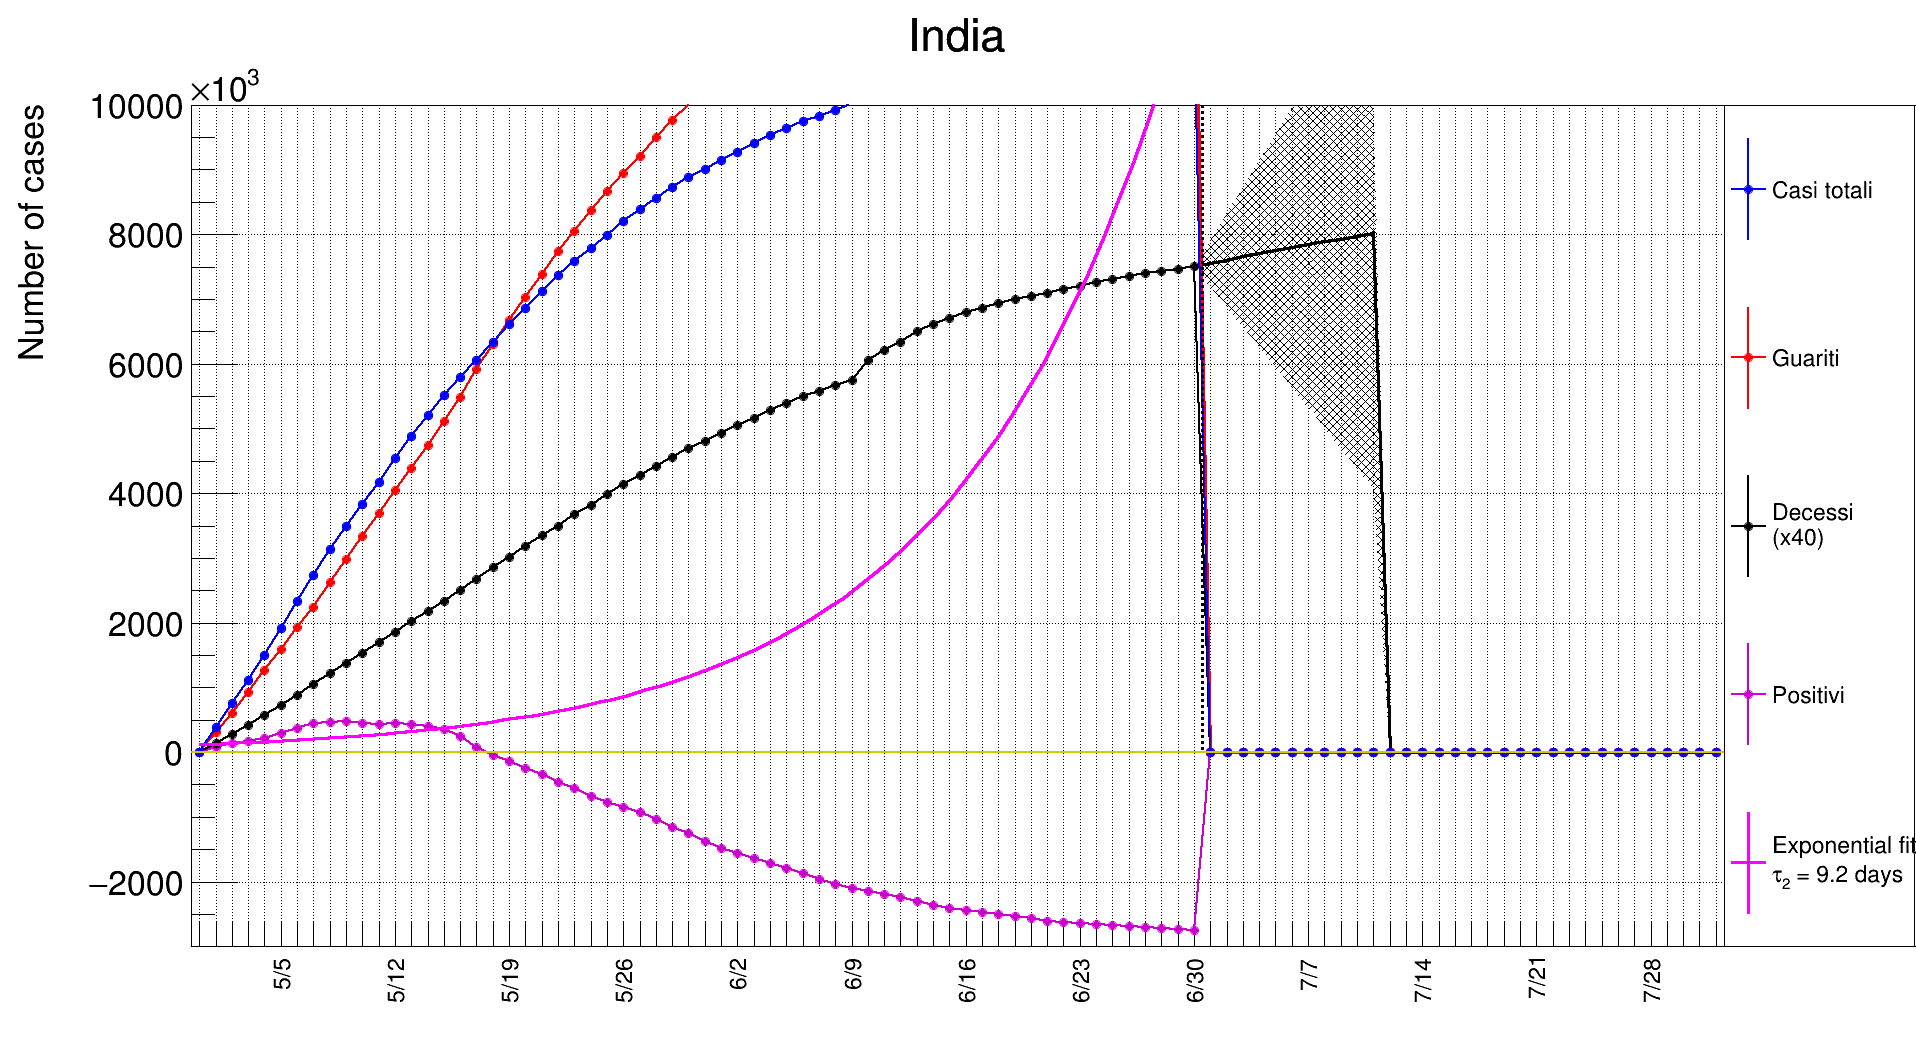 India
×10³
Number of cases
10000
8000
6000
4000
2000
0
−2000
5/5
5/12
5/19
5/26
6/2
6/9
6/16
6/23
6/30
7/7
7/14
7/21
7/28
Casi totali
Guariti
Decessi
(x40)
Positivi
Exponential fit
τ₂ = 9.2 days